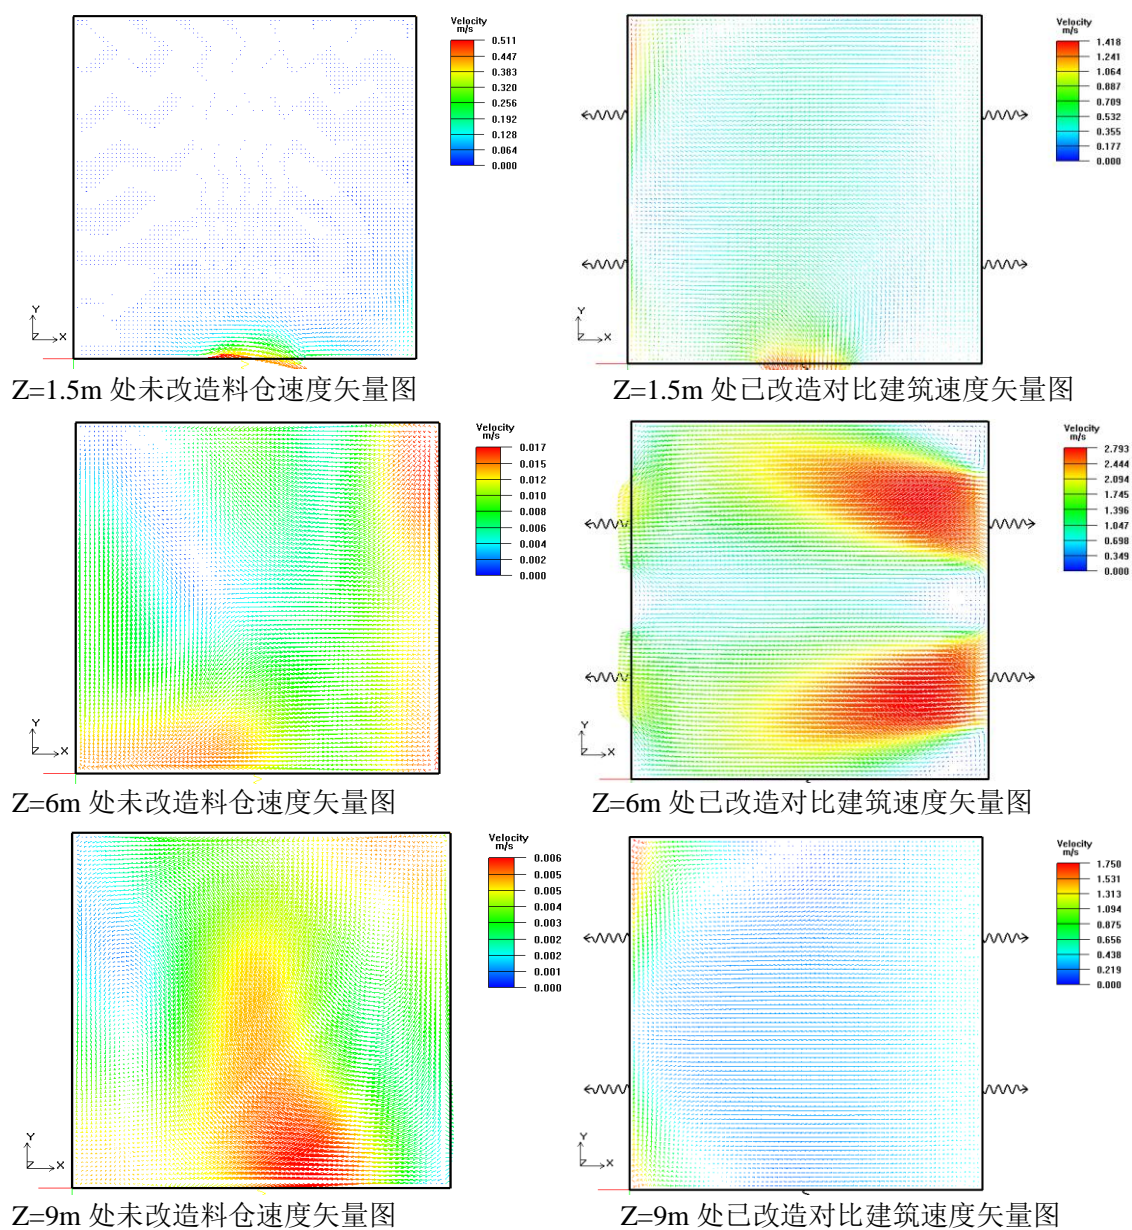 Velocity
m/s
0.511
0.447
0.383
0.320
0.256
0.192
0.128
0.064
0.000
Y
Z
X
Velocity
m/s
1.418
1.241
1.064
0.887
0.709
0.532
0.355
0.177
0.000
Y
Z
X
Z=1.5m 处未改造料仓速度矢量图
Z=1.5m 处已改造对比建筑速度矢量图
Velocity
m/s
0.017
0.015
0.012
0.010
0.008
0.006
0.004
0.002
0.000
Y
Z
X
Velocity
m/s
2.793
2.444
2.094
1.745
1.396
1.047
0.698
0.349
0.000
Y
Z
X
Z=6m 处未改造料仓速度矢量图
Z=6m 处已改造对比建筑速度矢量图
Velocity
m/s
0.006
0.005
0.005
0.004
0.003
0.002
0.002
0.001
0.000
Y
Z
X
Velocity
m/s
1.750
1.531
1.313
1.094
0.875
0.656
0.438
0.219
0.000
Y
Z
X
Z=9m 处未改造料仓速度矢量图
Z=9m 处已改造对比建筑速度矢量图